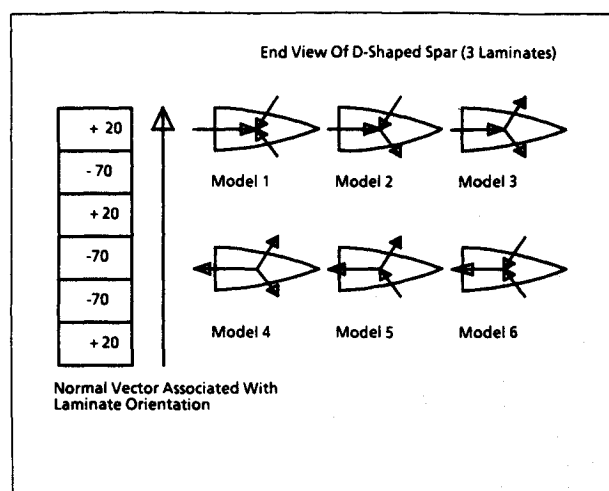 End View Of D-Shaped Spar (3 Laminates)
+ 20
- 70
+ 20
-70
-70
+ 20
Model 1
Model 2
Model 3
Model 4
Model 5
Model 6
Normal Vector Associated With
Laminate Orientation